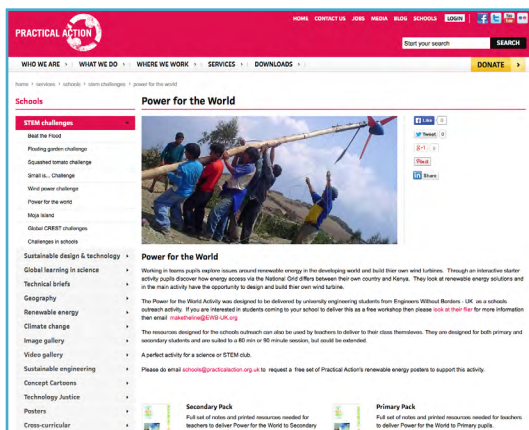 HOME CONTACT US JOBS MEDIA BLOG SCHOOLS LOGIN
PRACTICAL ACTION
Start your search SEARCH
WHO WE ARE WHAT WE DO WHERE WE WORK SERVICES DOWNLOADS DONATE
home > services > schools > stem challenges > power for the world
Schools
STEM challenges
Beat the Flood
Floating garden challenge
Squashed tomato challenge
Small is... Challenge
Wind power challenge
Power for the world
Moja Island
Global CREST challenges
Challenges in schools
Sustainable design & technology
Global learning in science
Technical briefs
Geography
Renewable energy
Climate change
Image gallery
Video gallery
Sustainable engineering
Concept Cartoons
Technology Justice
Posters
Cross-curricular
Power for the World
Like 0
Tweet 0
g+1 0
Pin it
Share
Power for the World
Working in teams pupils explore issues around renewable energy in the developing world and build thier own wind turbines. Through an interactive starter
activity pupils discover how energy access via the National Grid differs between their own country and Kenya. They look at renewable energy solutions and
in the main activity have the opportunity to design and build thier own wind turbine.
The Power for the World Activity was designed to be delivered by university engineering students from Engineers Without Borders - UK as a schools
outreach activity. If you are interested in students coming to your school to deliver this as a free workshop then please look at their flier for more information
then email maketheline@EWB-UK.org
The resources designed for the schools outreach can also be used by teachers to deliver to their class themselves. They are designed for both primary and
secondary students and are suited to a 80 min or 90 minute session, but could be extended.
A perfect activity for a science or STEM club.
Please do email schools@practicalaction.org.uk to request a free set of Practical Action's renewable energy posters to support this activity.
Secondary Pack
Full set of notes and printed resources needed for
teachers to deliver Power for the World to Secondary
Primary Pack
Full set of notes and printed resources needed for teachers
to deliver Power for the World to Primary pupils.